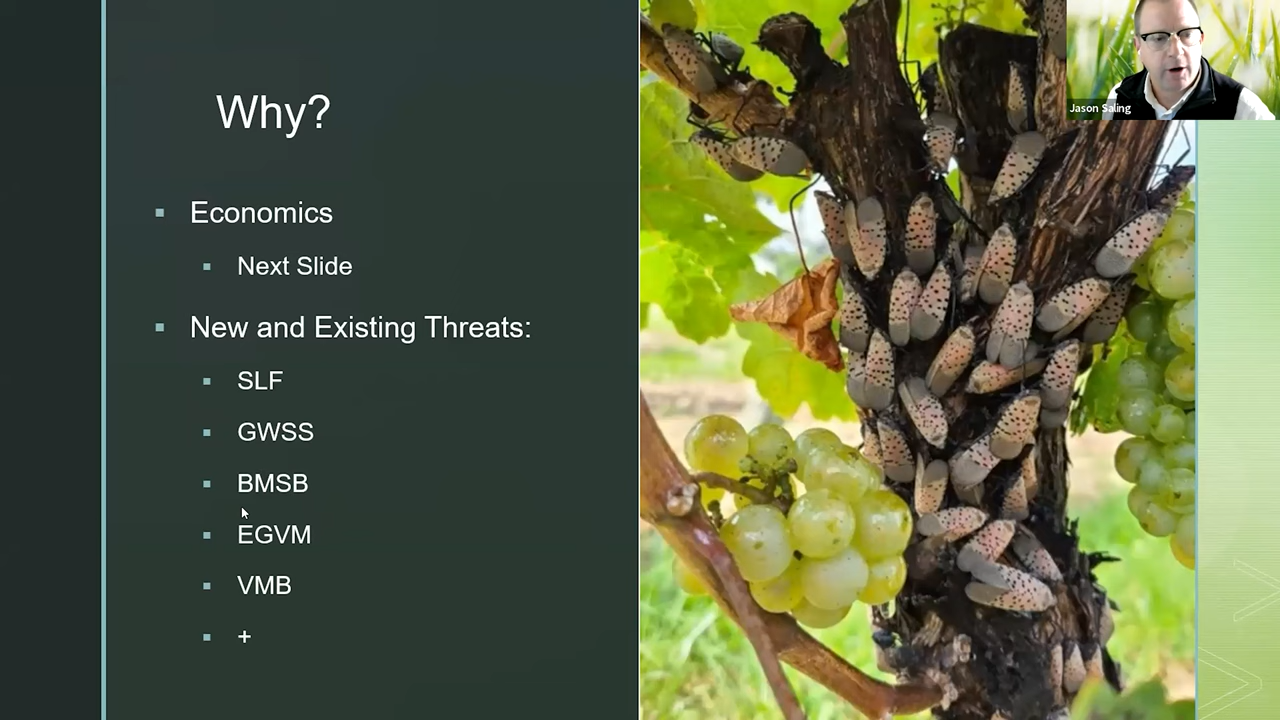 Why?
Economics
Next Slide
New and Existing Threats:
SLF
GWSS
BMSB
EGVM
VMB
+
Jason Saling